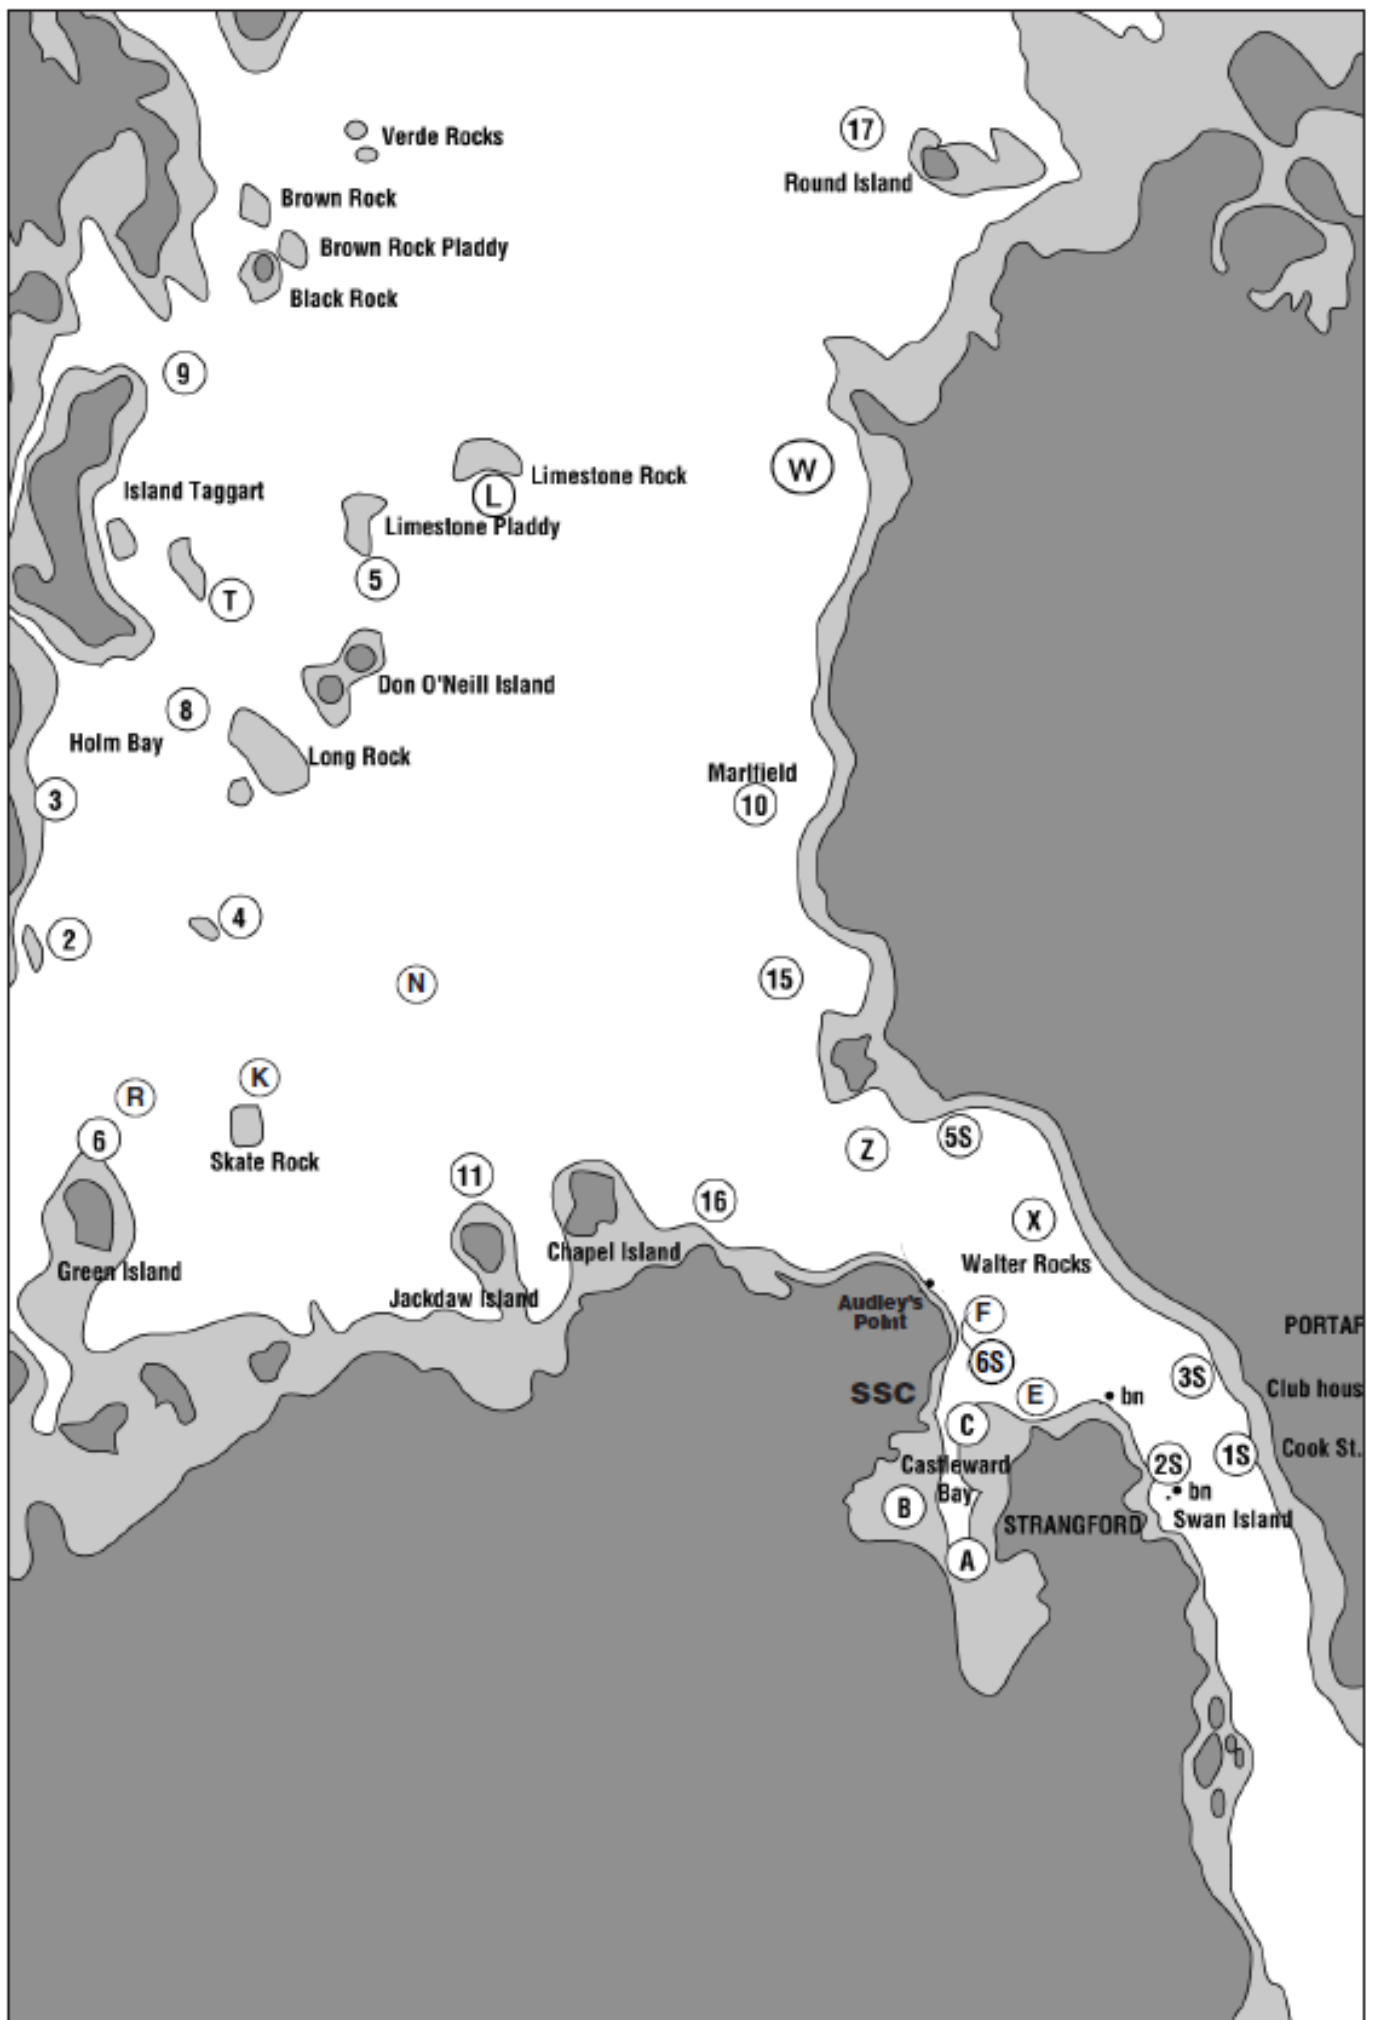 17
Verde Rocks
Round Island
Brown Rock
Brown Rock Pladdy
Black Rock
9
W
Limestone Rock
Island Taggart
L
Limestone Pladdy
5
T
Don O'Neill Island
8
Holm Bay
Long Rock
Marlfield
3
10
4
2
15
N
K
R
6
5S
Z
Skate Rock
11
16
X
Chapel Island
Walter Rocks
Green Island
Jackdaw Island
Audley's
Point
F
PORTAF
6S
3S
SSC
E
bn
Club hous
C
Cook St.
1S
Castleward
2S
Bay
bn
B
Swan Island
STRANGFORD
A